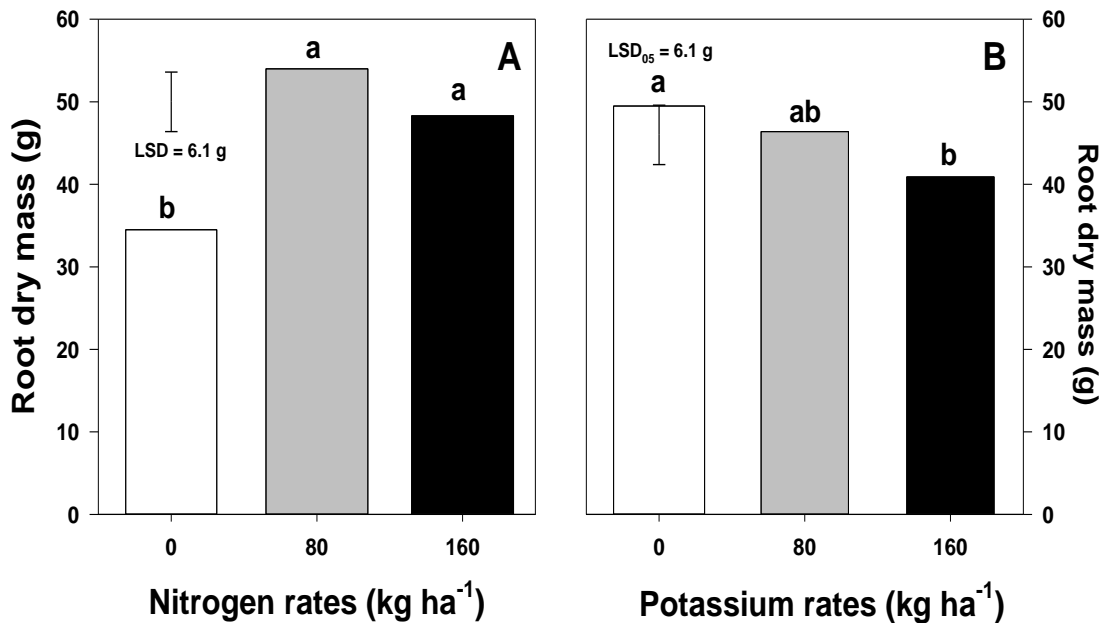 60
50
40
30
20
10
0
Root dry mass (g)
A
a
a
b
LSD = 6.1 g
0 80 160
Nitrogen rates (kg ha⁻¹)
B
LSD₀₅ = 6.1 g
a
ab
b
0 80 160
Potassium rates (kg ha⁻¹)
60
50
40
30
20
10
0
Root dry mass (g)